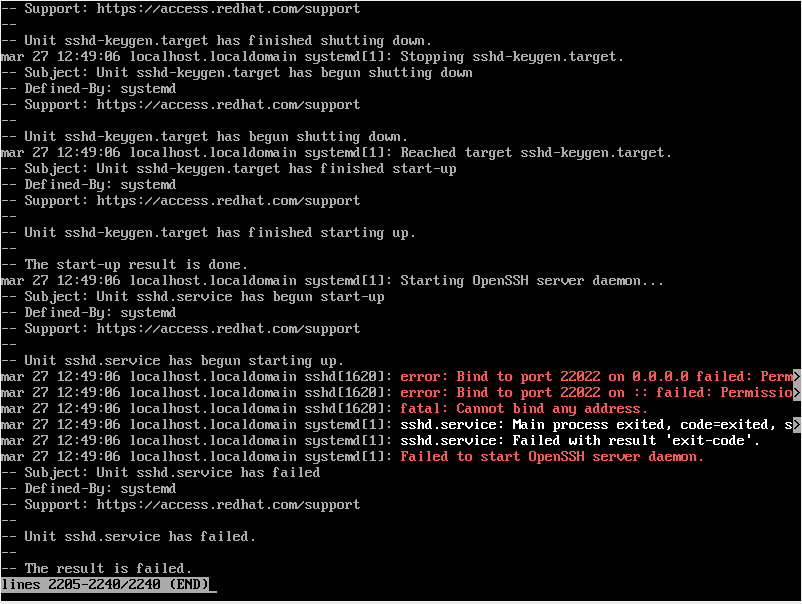 -- Support: https://access.redhat.com/support
--
-- Unit sshd-keygen.target has finished shutting down.
mar 27 12:49:06 localhost.localdomain systemd[1]: Stopping sshd-keygen.target.
-- Subject: Unit sshd-keygen.target has begun shutting down
-- Defined-By: systemd
-- Support: https://access.redhat.com/support
--
-- Unit sshd-keygen.target has begun shutting down.
mar 27 12:49:06 localhost.localdomain systemd[1]: Reached target sshd-keygen.target.
-- Subject: Unit sshd-keygen.target has finished start-up
-- Defined-By: systemd
-- Support: https://access.redhat.com/support
--
-- Unit sshd-keygen.target has finished starting up.
--
-- The start-up result is done.
mar 27 12:49:06 localhost.localdomain systemd[1]: Starting OpenSSH server daemon...
-- Subject: Unit sshd.service has begun start-up
-- Defined-By: systemd
-- Support: https://access.redhat.com/support
--
-- Unit sshd.service has begun starting up.
mar 27 12:49:06 localhost.localdomain sshd[1620]: error: Bind to port 22022 on 0.0.0.0 failed: Perm>
mar 27 12:49:06 localhost.localdomain sshd[1620]: error: Bind to port 22022 on :: failed: Permissio>
mar 27 12:49:06 localhost.localdomain sshd[1620]: fatal: Cannot bind any address.
mar 27 12:49:06 localhost.localdomain systemd[1]: sshd.service: Main process exited, code=exited, s>
mar 27 12:49:06 localhost.localdomain systemd[1]: sshd.service: Failed with result 'exit-code'.
mar 27 12:49:06 localhost.localdomain systemd[1]: Failed to start OpenSSH server daemon.
-- Subject: Unit sshd.service has failed
-- Defined-By: systemd
-- Support: https://access.redhat.com/support
--
-- Unit sshd.service has failed.
--
-- The result is failed.
lines 2205-2240/2240 (END)